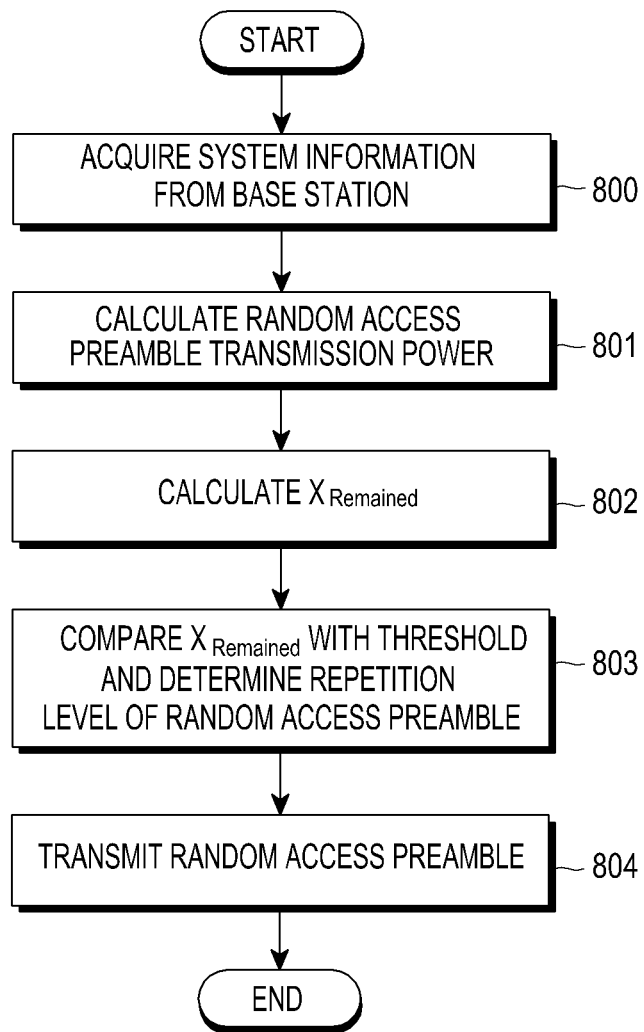 START
ACQUIRE SYSTEM INFORMATION
FROM BASE STATION
800
CALCULATE RANDOM ACCESS
PREAMBLE TRANSMISSION POWER
801
CALCULATE X Remained
802
COMPARE X Remained WITH THRESHOLD
AND DETERMINE REPETITION
LEVEL OF RANDOM ACCESS PREAMBLE
803
TRANSMIT RANDOM ACCESS PREAMBLE
804
END